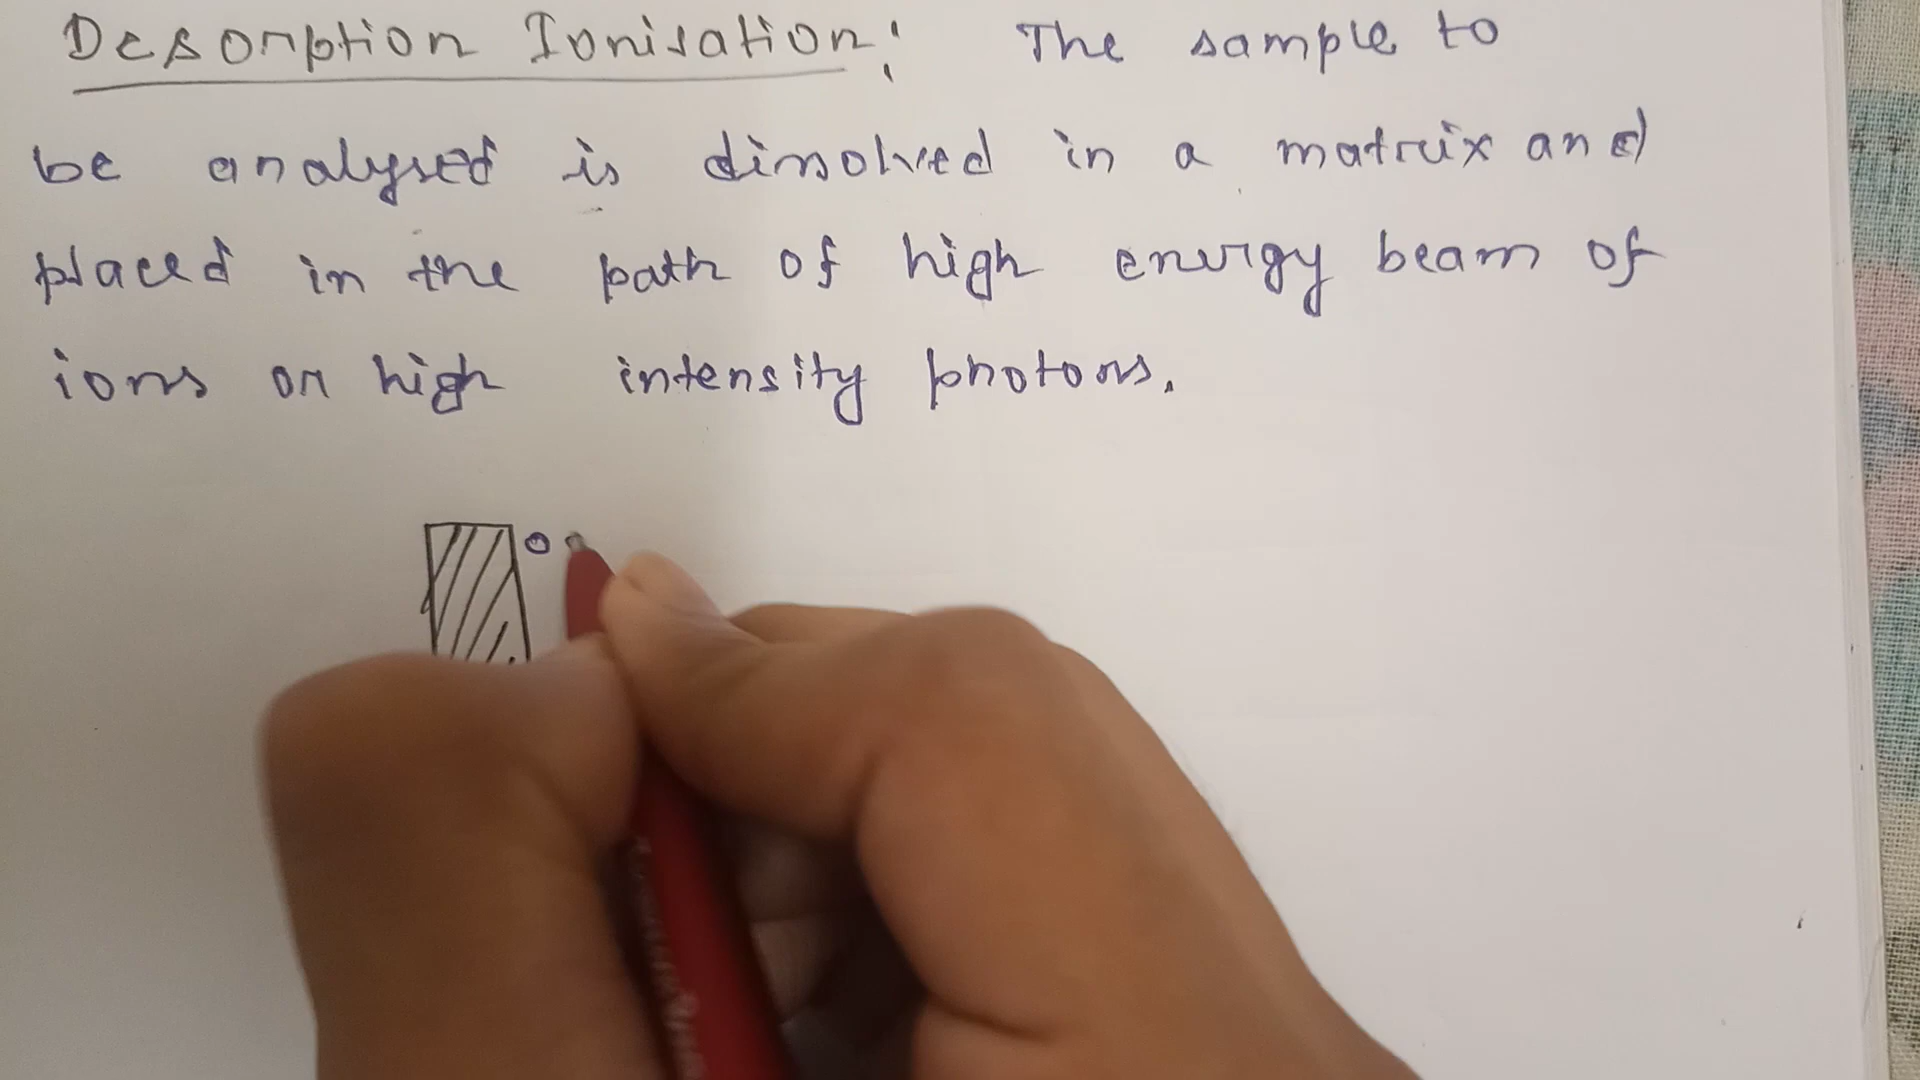 Desorption Ionisation: The sample to
be analysed is dissolved in a matrix and
placed in the path of high energy beam of
ions or high intensity photons.